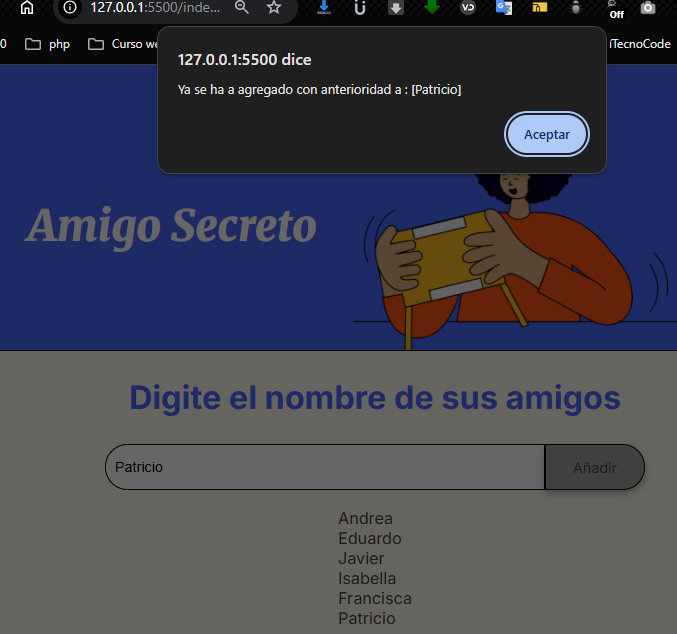 127.0.0.1:5500/inde...
Off
0 php Curso we
iTecnoCode
127.0.0.1:5500 dice
Ya se ha a agregado con anterioridad a : [Patricio]
Aceptar
Amigo Secreto
Digite el nombre de sus amigos
Patricio Añadir
Andrea
Eduardo
Javier
Isabella
Francisca
Patricio